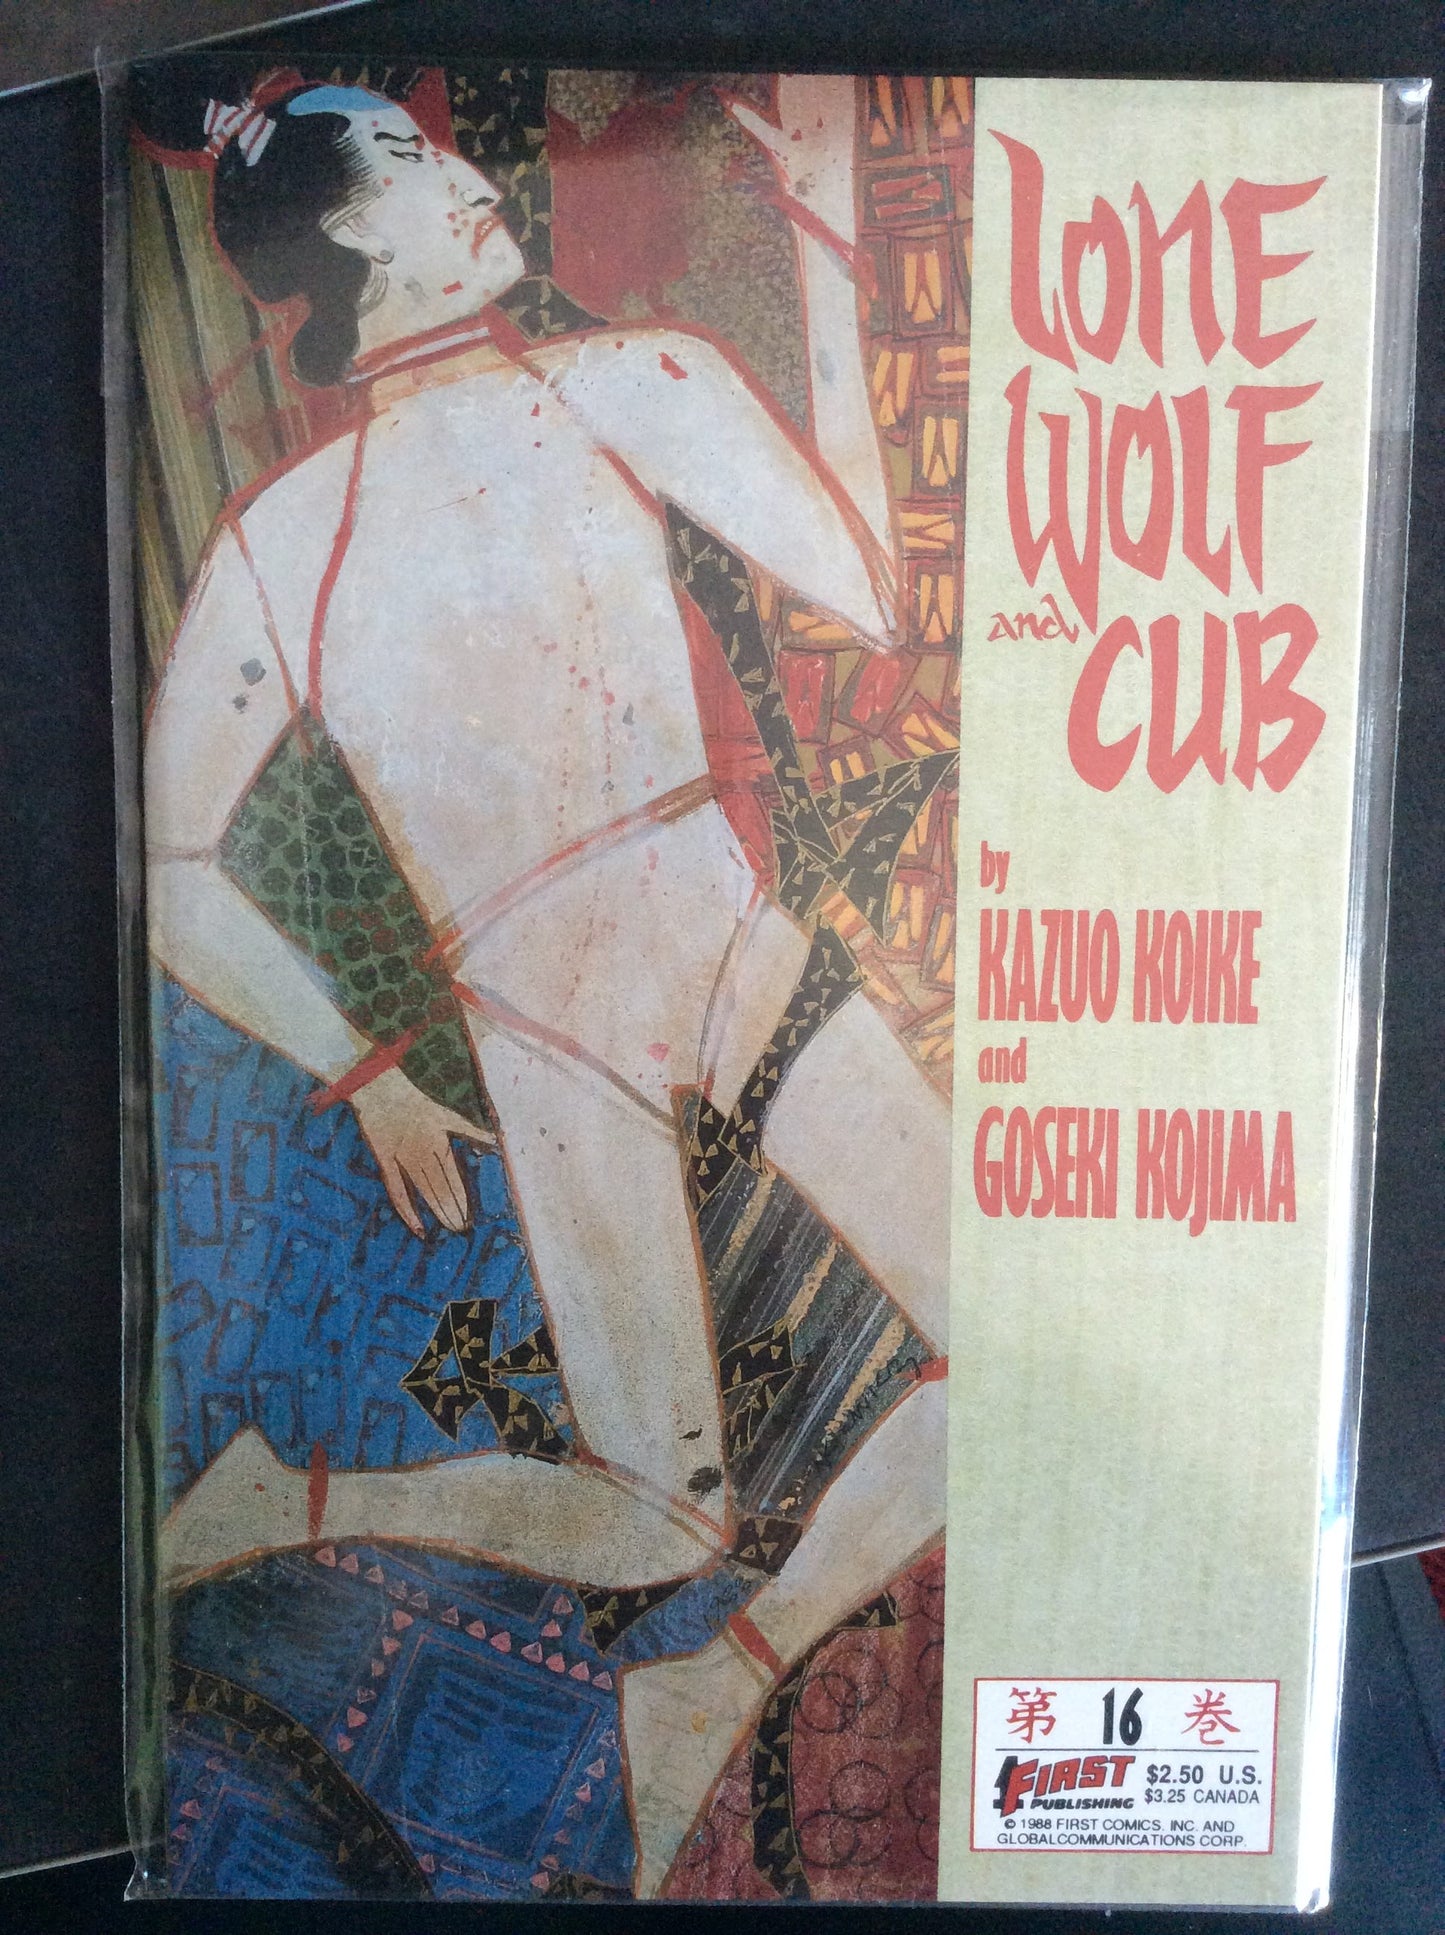 LONE
WOLF
and CUB
by
KAZUO KOIKE
and
GOSEKI KOJIMA
第 16 巻
FIRST
PUBLISHING
$2.50 U.S.
$3.25 CANADA
© 1988 FIRST COMICS, INC. AND
GLOBALCOMMUNICATIONS CORP.